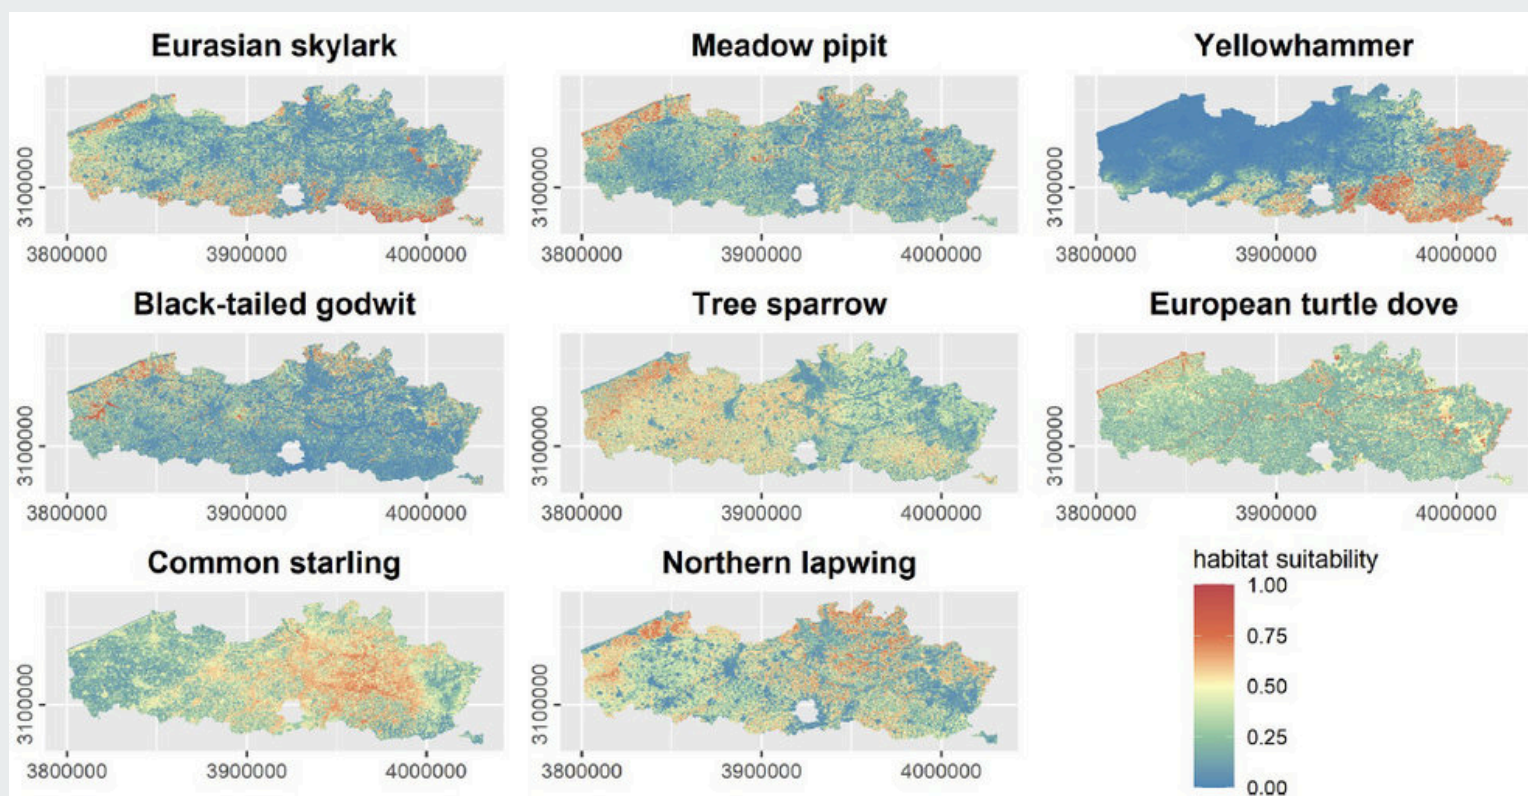 Eurasian skylark
Meadow pipit
Yellowhammer
3100000
3100000
3100000
3800000 3900000 4000000
3800000 3900000 4000000
3800000 3900000 4000000
Black-tailed godwit
Tree sparrow
European turtle dove
3100000
3100000
3100000
3800000 3900000 4000000
3800000 3900000 4000000
3800000 3900000 4000000
Common starling
Northern lapwing
3100000
3100000
3800000 3900000 4000000
3800000 3900000 4000000
habitat suitability
1.00
0.75
0.50
0.25
0.00